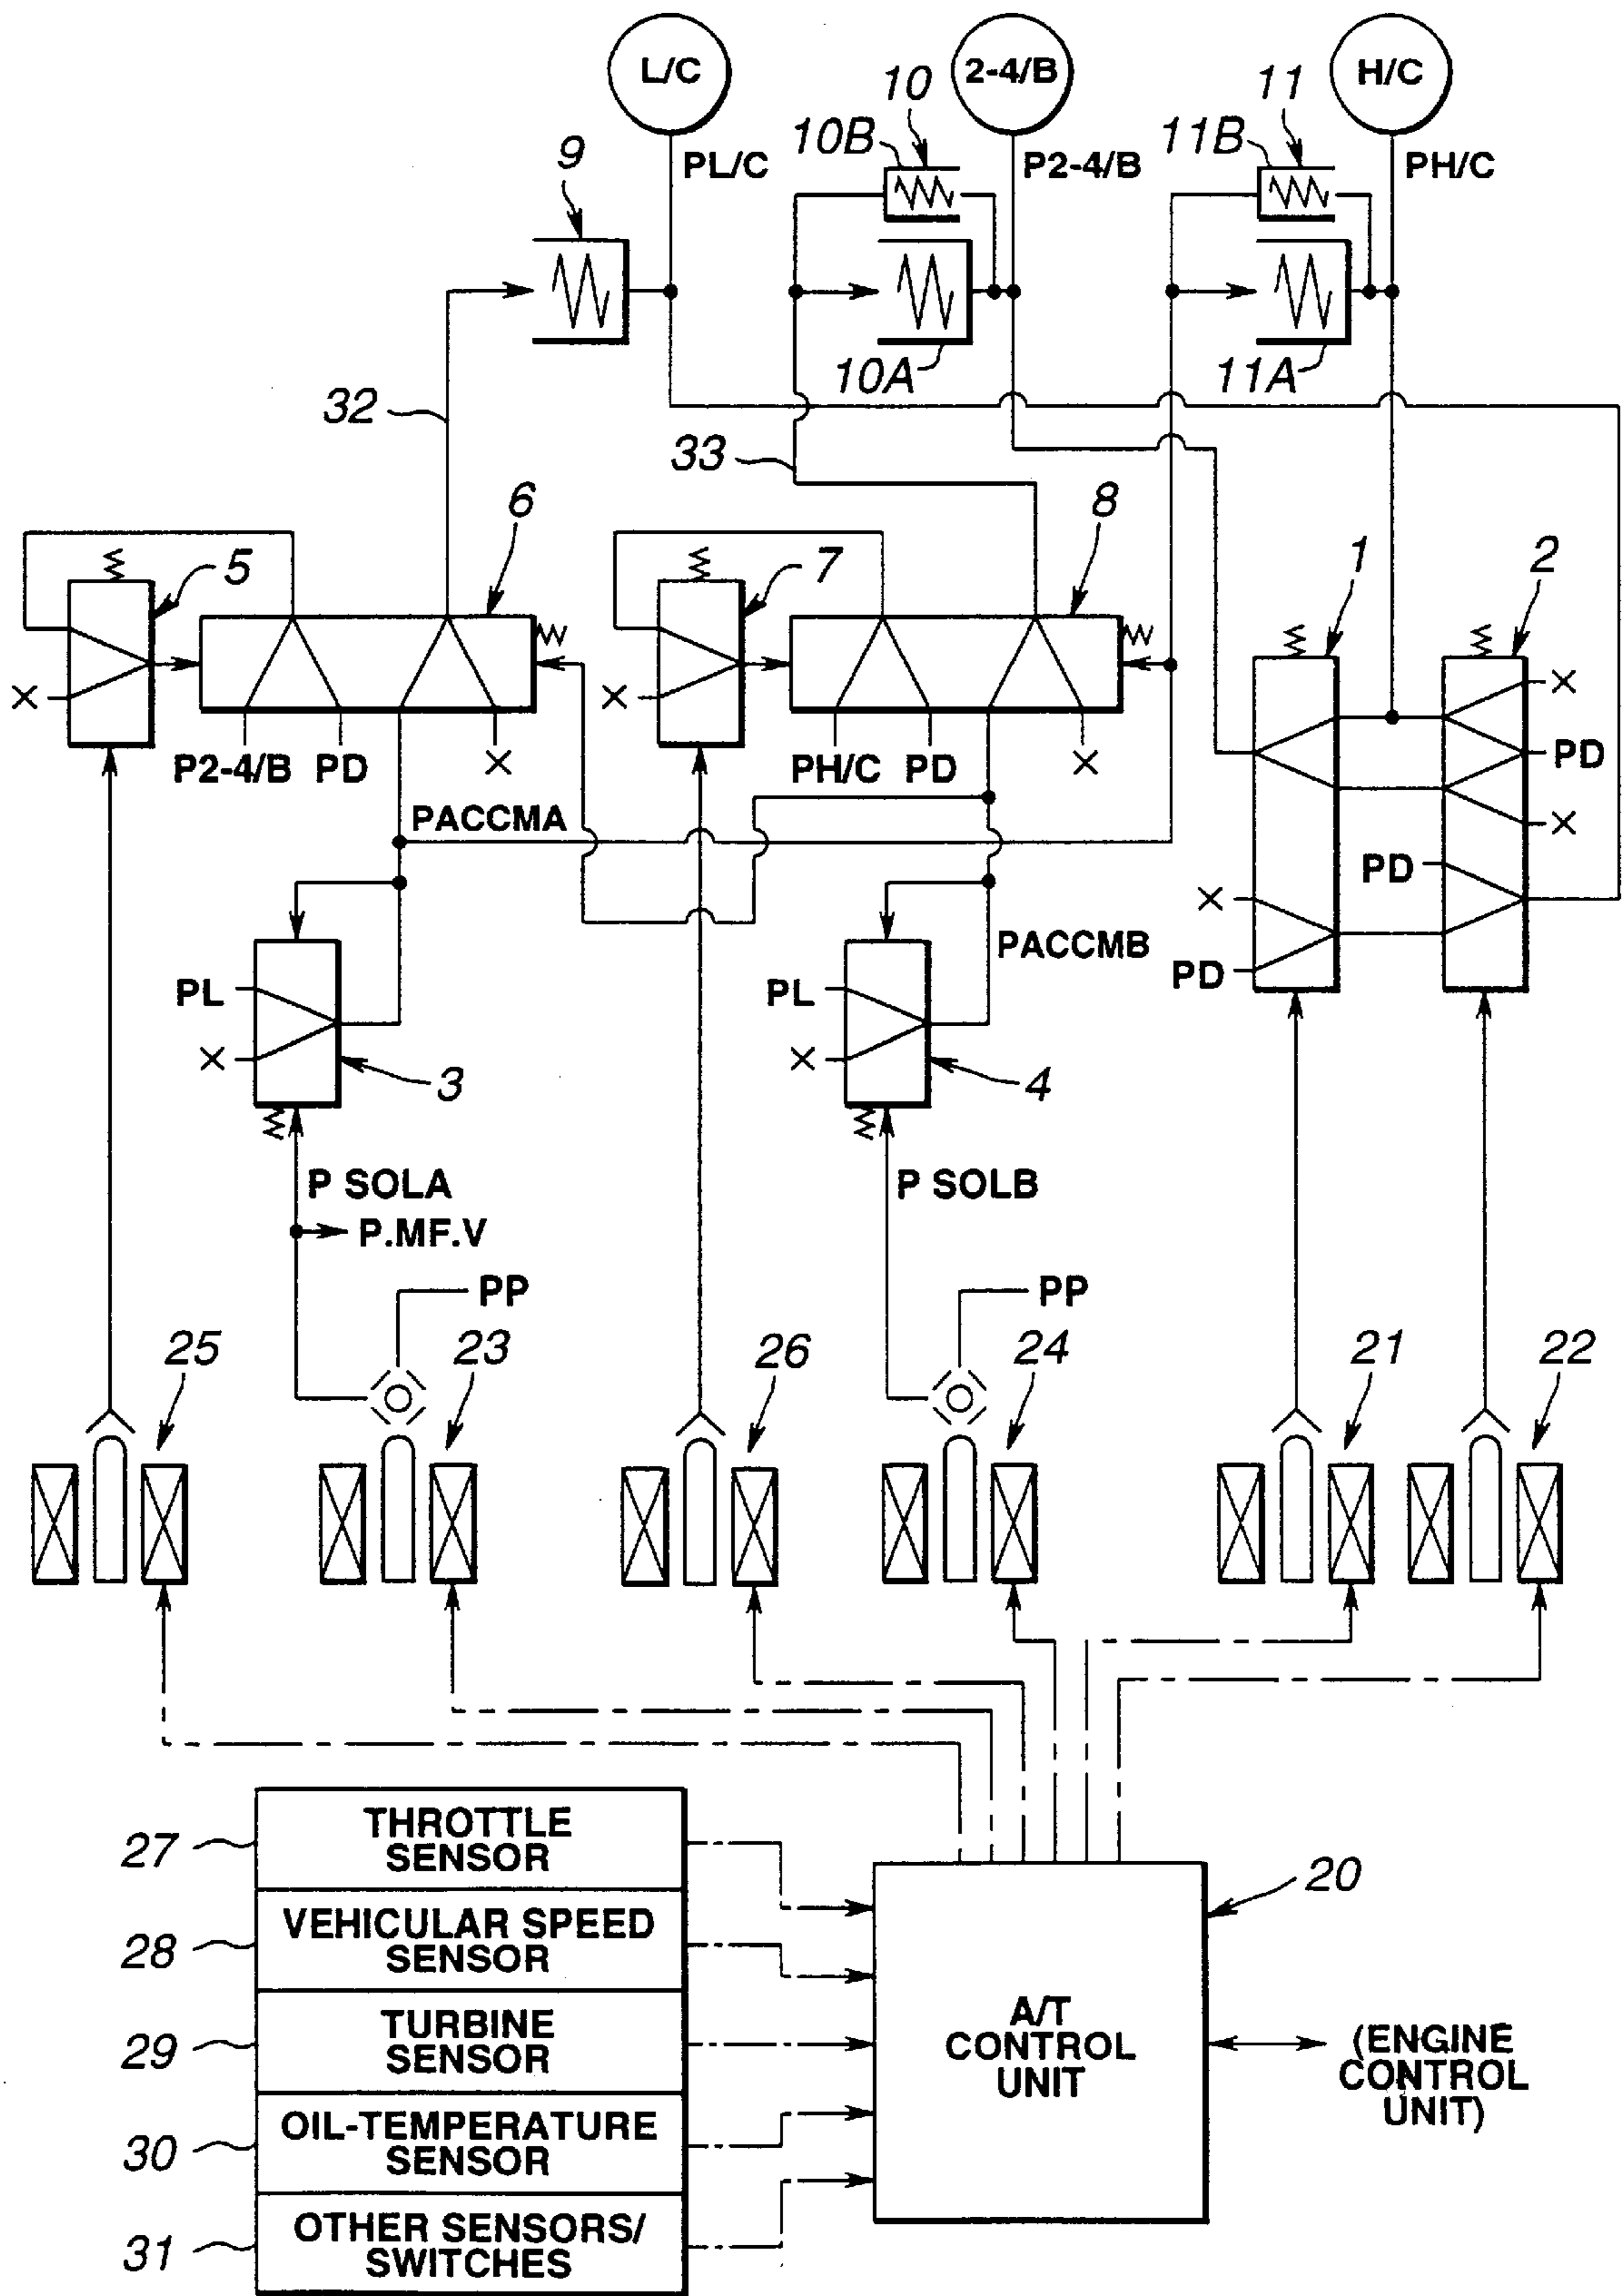 L/C
2-4/B
H/C
10
11
10B
11B
9
PL/C
P2-4/B
PH/C
10A
11A
32
33
6
8
5
7
1
2
X
X
X
P2-4/B PD
X
PH/C PD
X
PD
X
PACCMA
PD
X
PACCMB
PL
PL
PD
X
X
3
4
P SOLA
P SOLB
P.MF.V
PP
PP
25
23
26
24
21
22
THROTTLE
SENSOR
27
20
VEHICULAR SPEED
SENSOR
28
TURBINE
SENSOR
29
A/T
CONTROL
UNIT
(ENGINE
CONTROL
UNIT)
OIL-TEMPERATURE
SENSOR
30
OTHER SENSORS/
SWITCHES
31